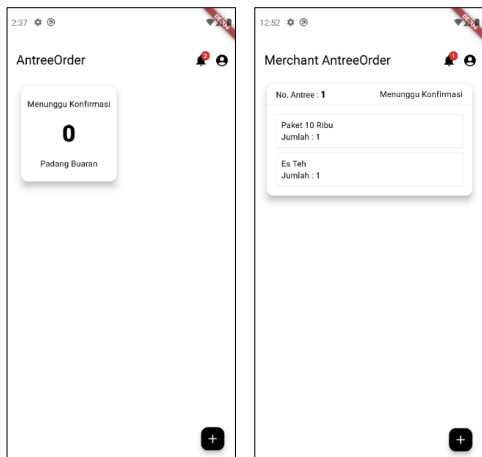 2:37
AntreeOrder
2
Menunggu Konfirmasi
0
Padang Buaran
12:52
Merchant AntreeOrder
No. Antree : 1
Menunggu Konfirmasi
Paket 10 Ribu
Jumlah : 1
Es Teh
Jumlah : 1